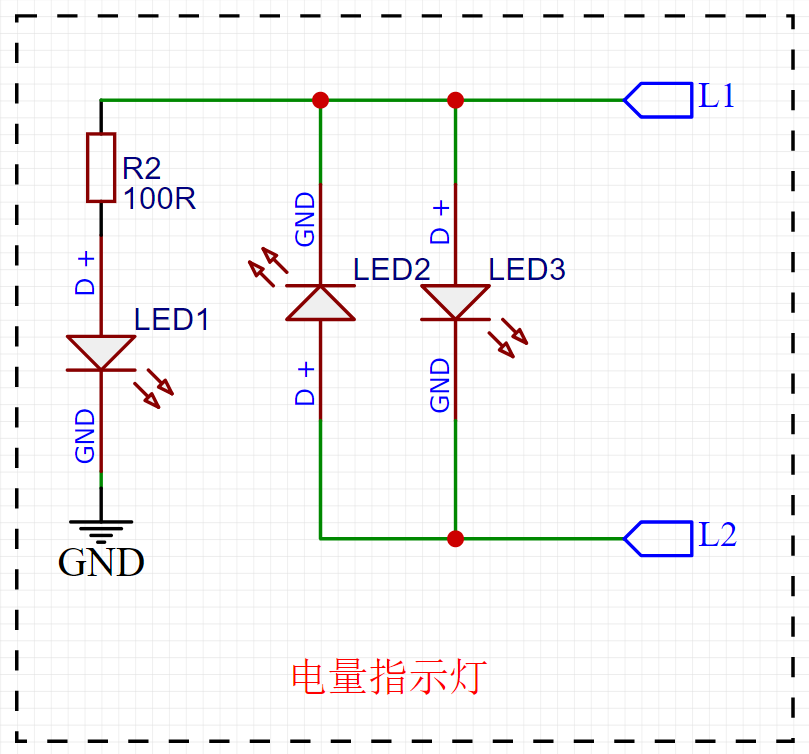 L1
R2
100R
D +
LED1
GND
GND
GND
LED2
D +
D +
LED3
GND
L2
电量指示灯